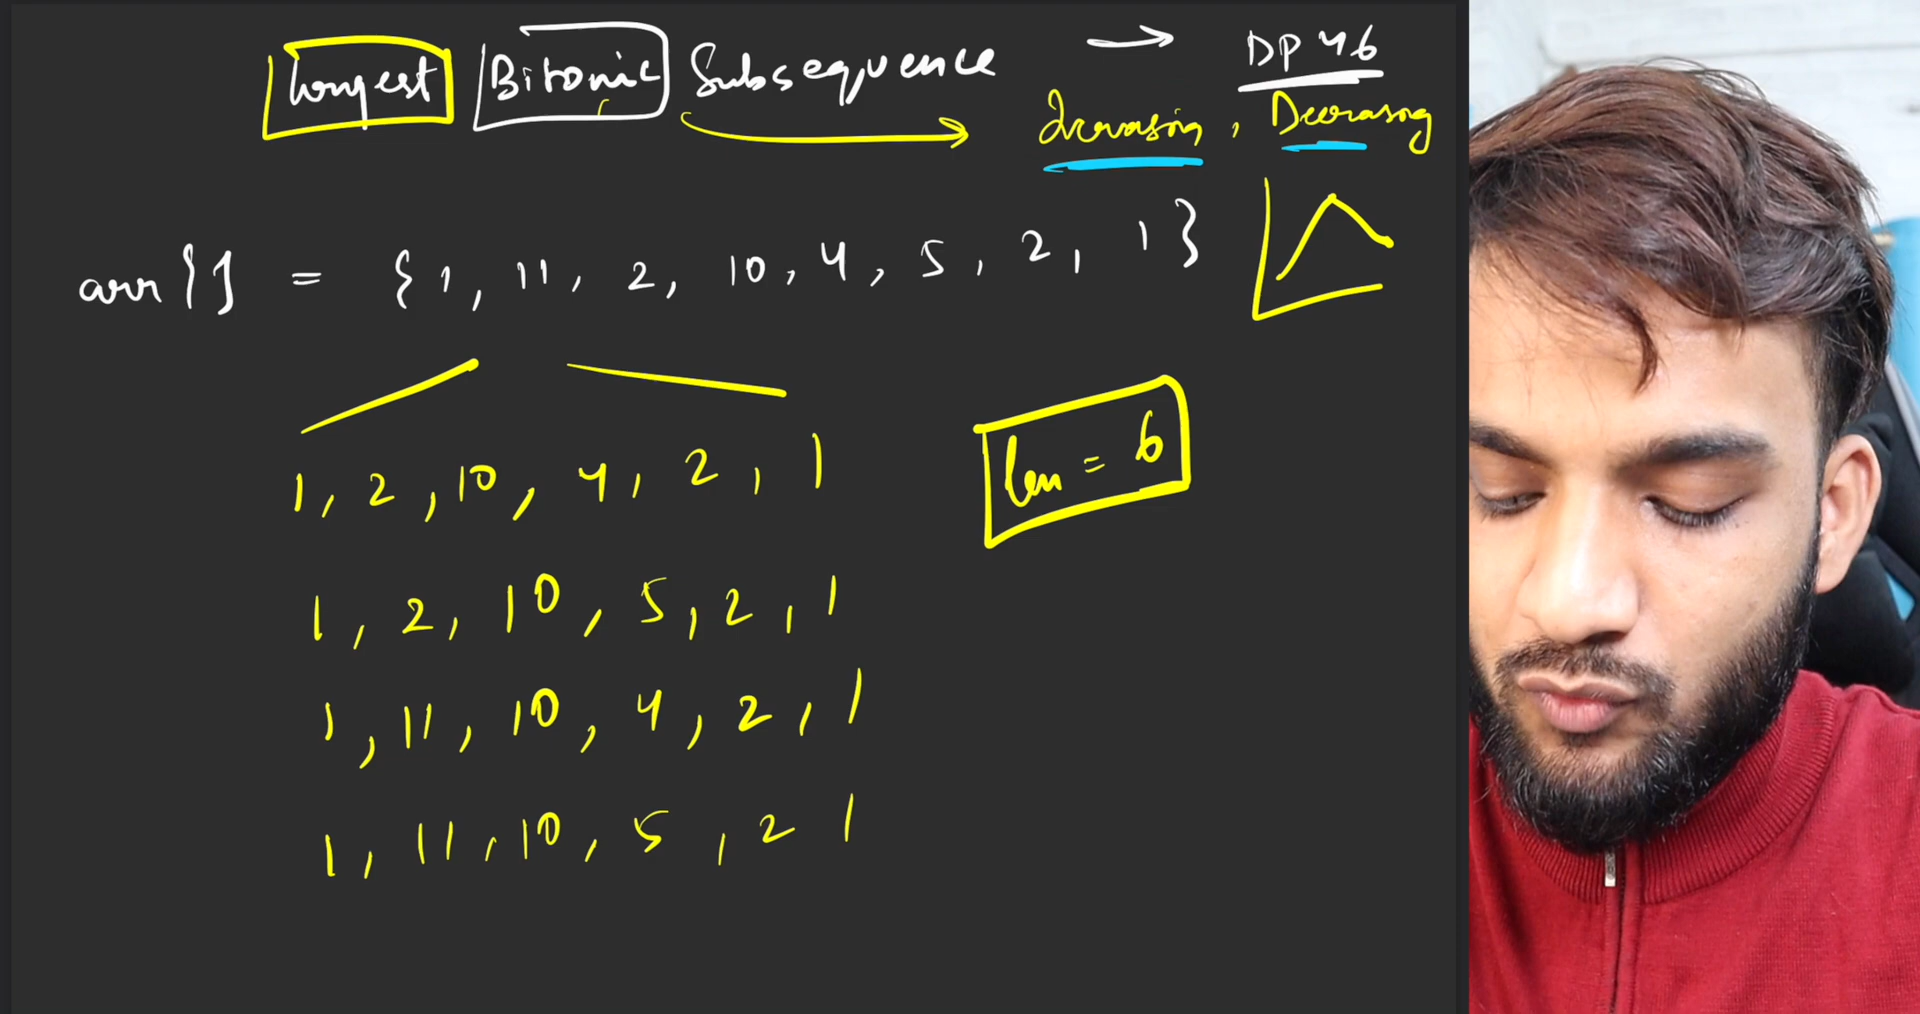 Longest Bitonic Subsequence → DP 46
Increasing, Decreasing
arr[] = {1, 11, 2, 10, 4, 5, 2, 1}
1, 2, 10, 4, 2, 1
len = 6
1, 2, 10, 5, 2, 1
1, 11, 10, 4, 2, 1
1, 11, 10, 5, 2 1